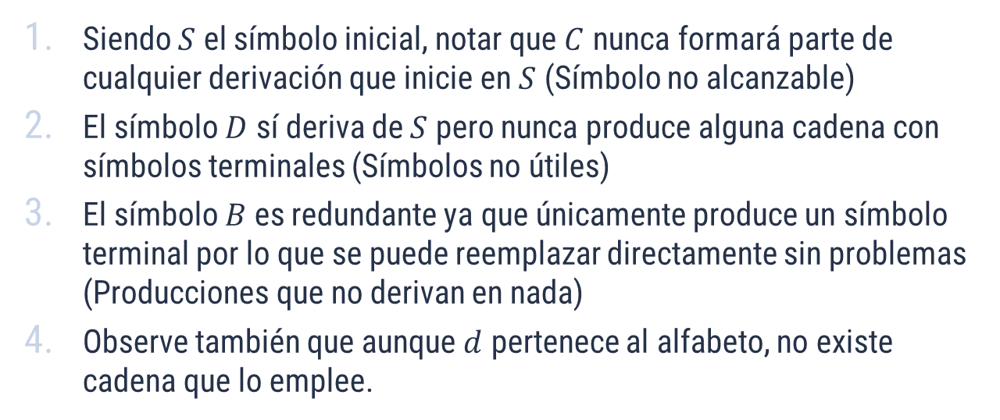 1. Siendo S el símbolo inicial, notar que C nunca formará parte de
cualquier derivación que inicie en S (Símbolo no alcanzable)
2. El símbolo D sí deriva de S pero nunca produce alguna cadena con
símbolos terminales (Símbolos no útiles)
3. El símbolo B es redundante ya que únicamente produce un símbolo
terminal por lo que se puede reemplazar directamente sin problemas
(Producciones que no derivan en nada)
4. Observe también que aunque d pertenece al alfabeto, no existe
cadena que lo emplee.